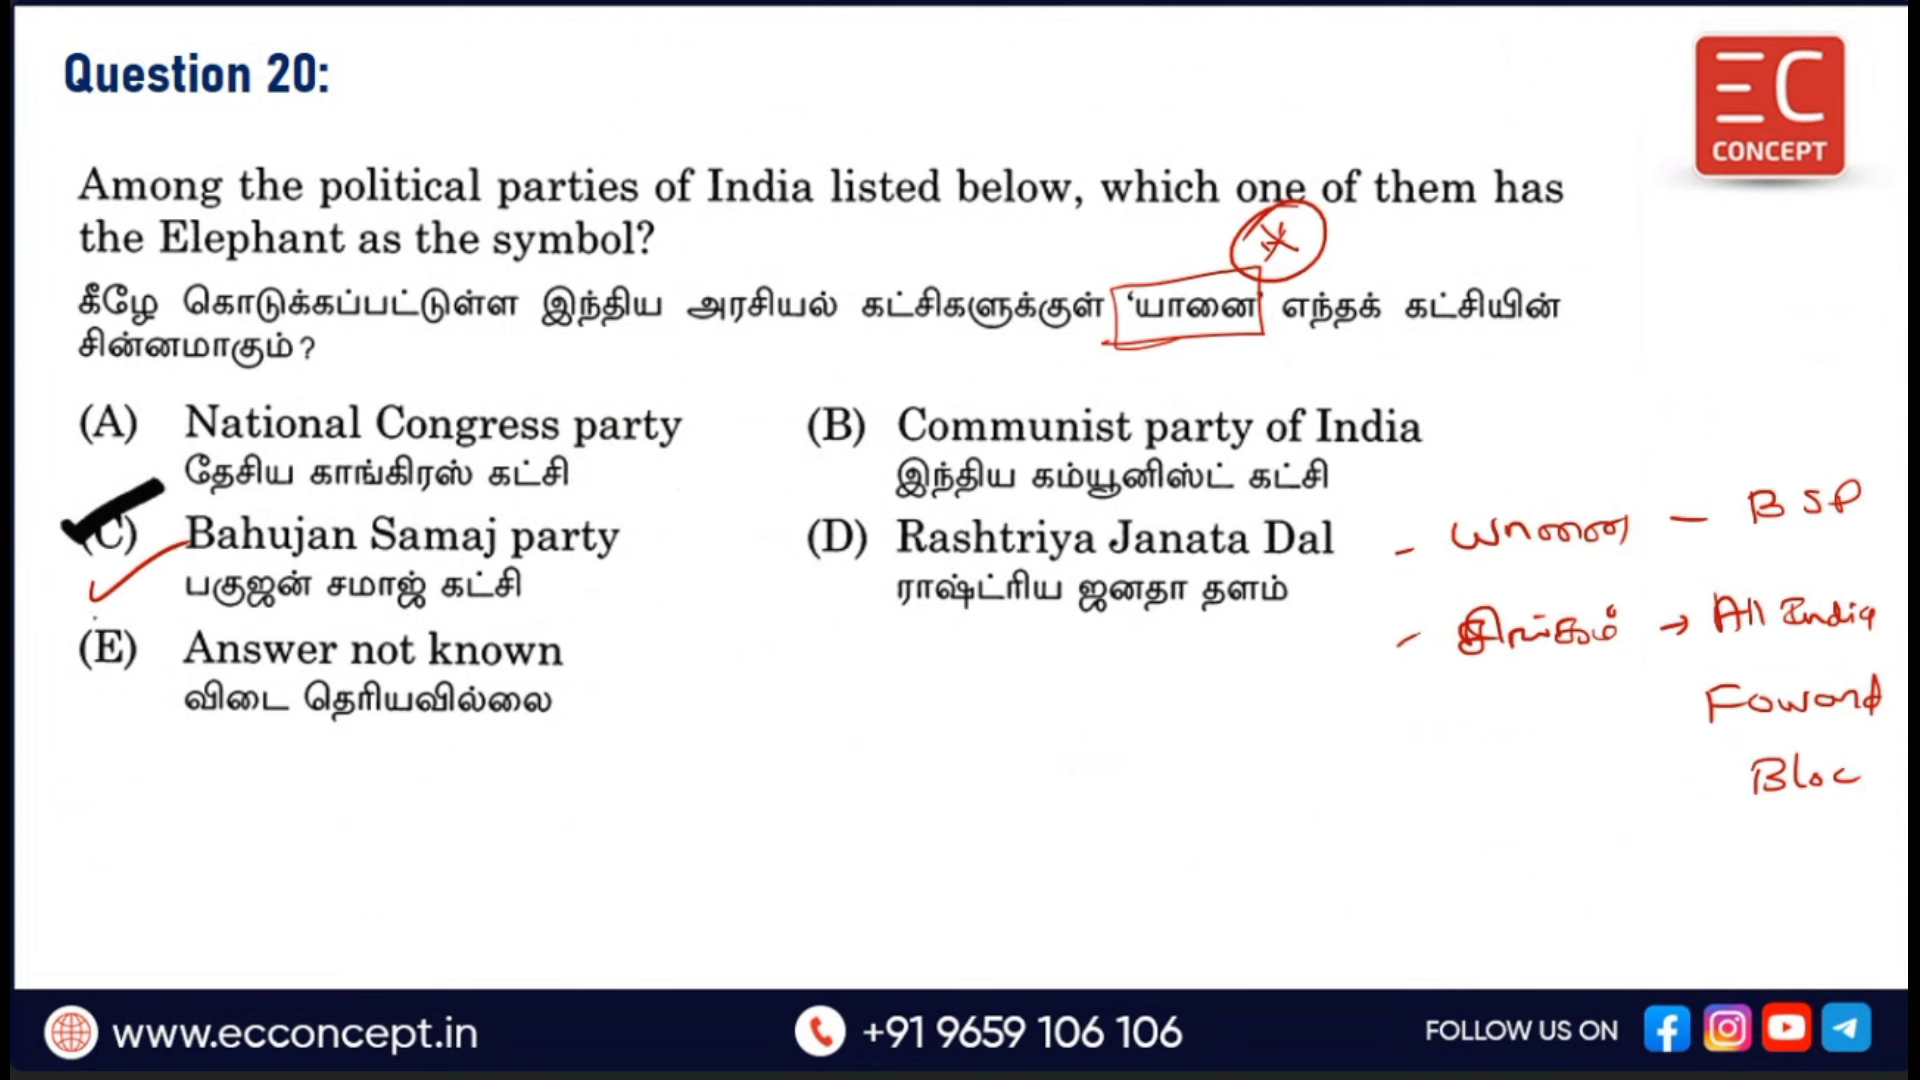 Question 20:
EC
CONCEPT
Among the political parties of India listed below, which one of them has
the Elephant as the symbol?
கீழே கொடுக்கப்பட்டுள்ள இந்திய அரசியல் கட்சிகளுக்குள் ‘யானை’ எந்தக் கட்சியின்
சின்னமாகும்?
(A) National Congress party
தேசிய காங்கிரஸ் கட்சி
(B) Communist party of India
இந்திய கம்யூனிஸ்ட் கட்சி
(C) Bahujan Samaj party
பகுஜன் சமாஜ் கட்சி
(D) Rashtriya Janata Dal
ராஷ்ட்ரிய ஜனதா தளம்
(E) Answer not known
விடை தெரியவில்லை
- யானை - BSP
- சிங்கம் → All India
Foword
Bloc
www.ecconcept.in
+91 9659 106 106
FOLLOW US ON